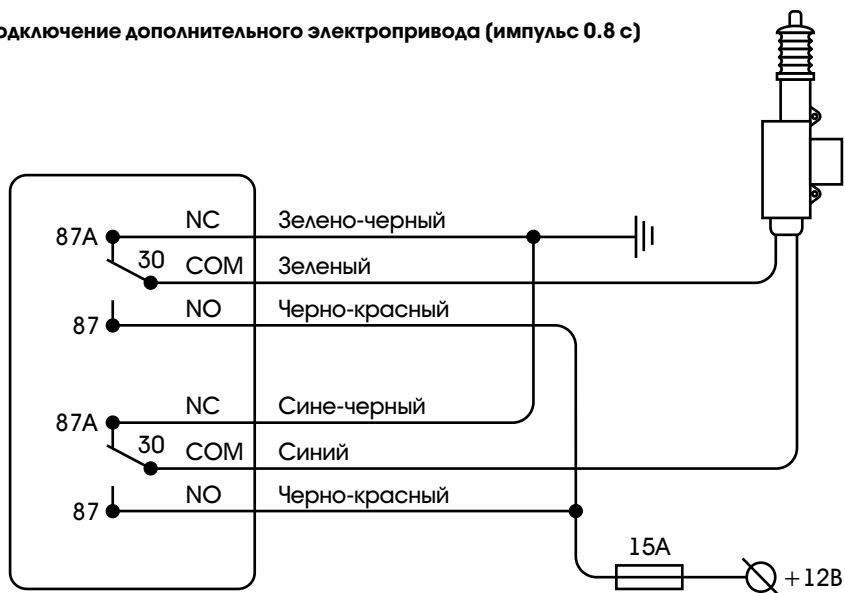 одключение дополнительного электропривода (импульс 0.8 с)
87A NC Зелено-черный
30 COM Зеленый
87 NO Черно-красный
87A NC Сине-черный
30 COM Синий
87 NO Черно-красный
15А
+12В